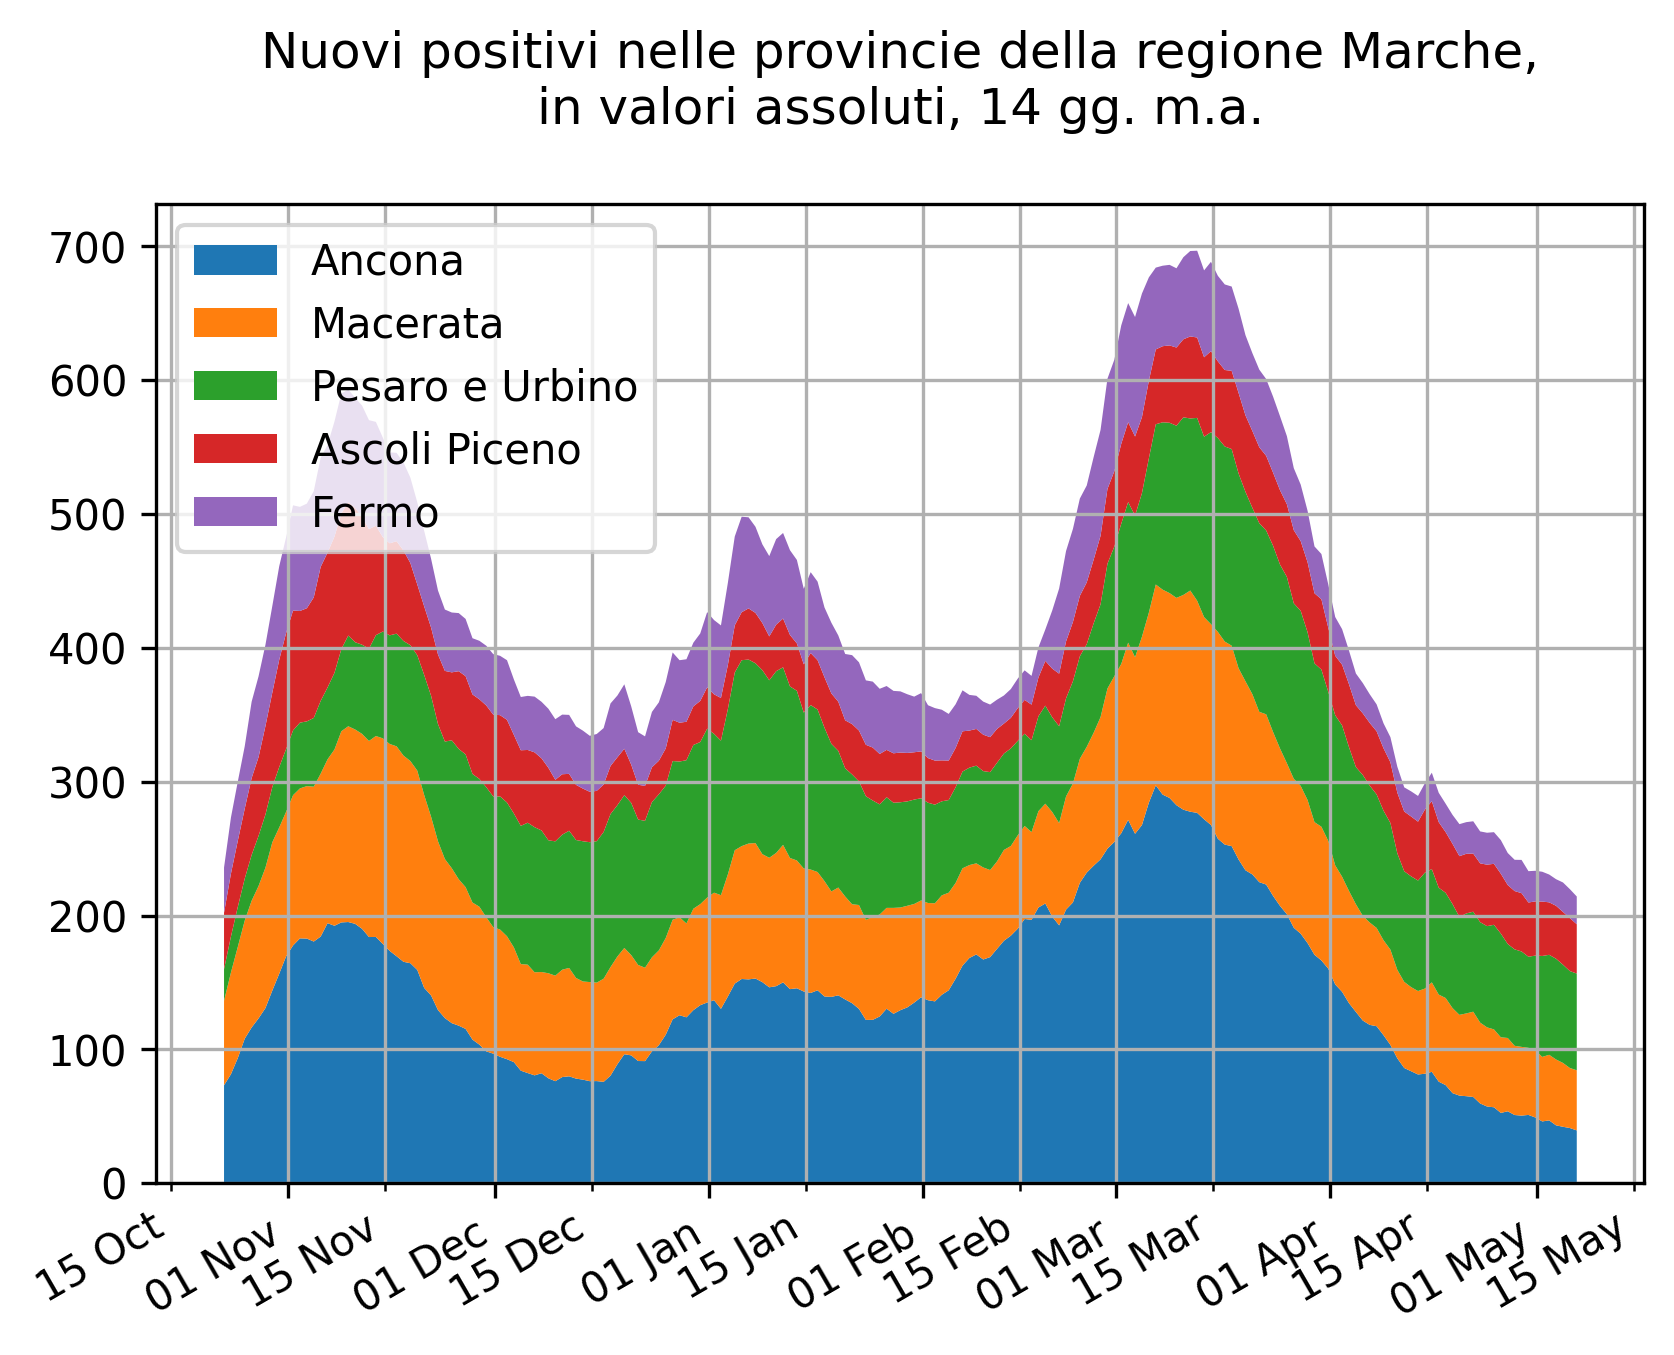 Nuovi positivi nelle provincie della regione Marche,
in valori assoluti, 14 gg. m.a.
700
600
500
400
300
200
100
0
Ancona
Macerata
Pesaro e Urbino
Ascoli Piceno
Fermo
15 Oct
01 Nov
15 Nov
01 Dec
15 Dec
01 Jan
15 Jan
01 Feb
15 Feb
01 Mar
15 Mar
01 Apr
15 Apr
01 May
15 May